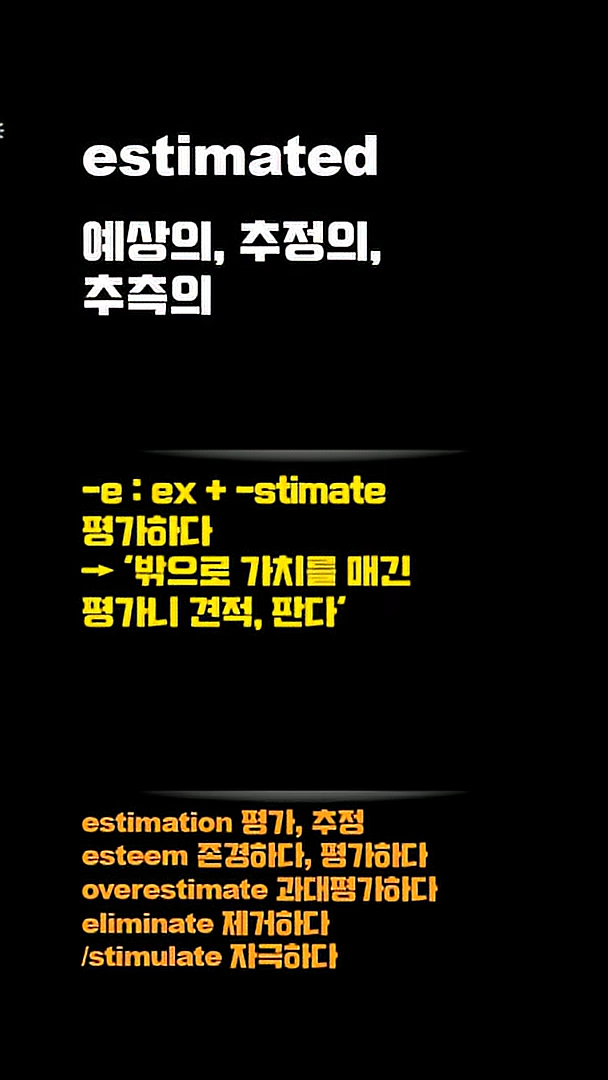 estimated
예상의, 추정의,
추측의
-e : ex + -stimate
평가하다
→ '밖으로 가치를 매긴
평가니 견적, 판다'
estimation 평가, 추정
esteem 존경하다, 평가하다
overestimate 과대평가하다
eliminate 제거하다
/stimulate 자극하다